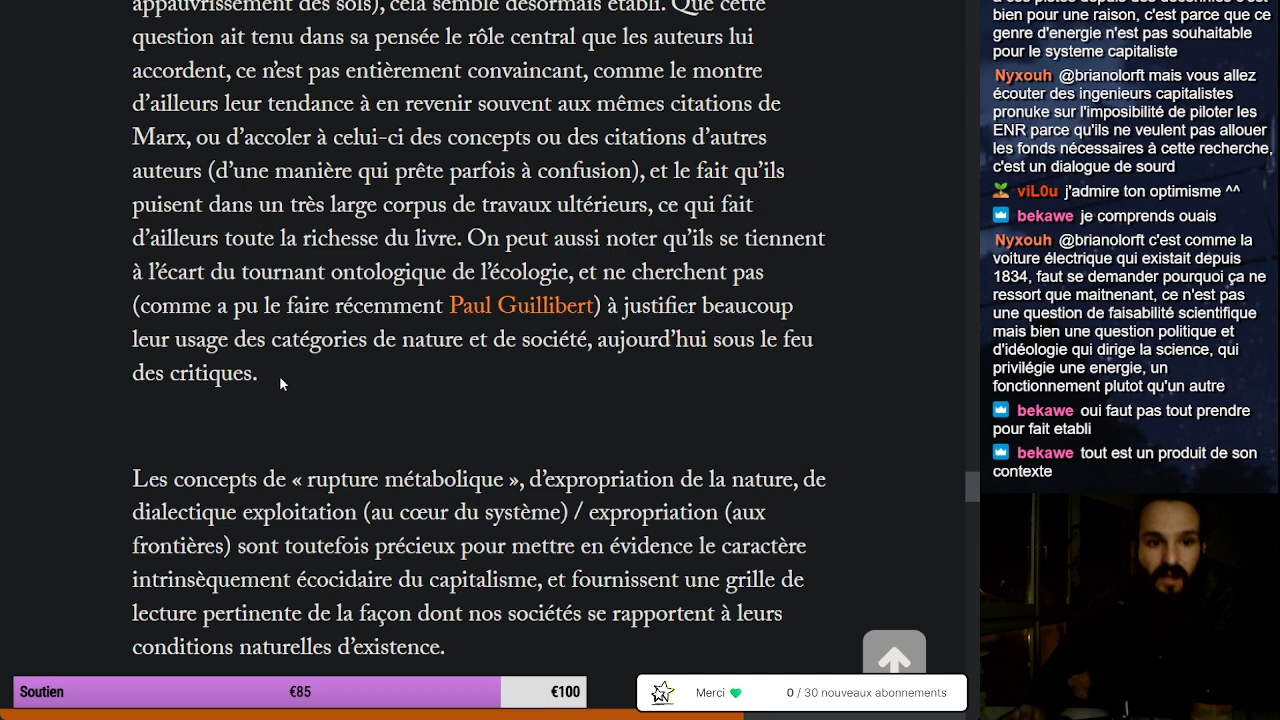 appauvrissement des sols), cela semble désormais établi. Que cette
question ait tenu dans sa pensée le rôle central que les auteurs lui
accordent, ce n'est pas entièrement convaincant, comme le montre
d'ailleurs leur tendance à en revenir souvent aux mêmes citations de
Marx, ou d'accoler à celui-ci des concepts ou des citations d'autres
auteurs (d'une manière qui prête parfois à confusion), et le fait qu'ils
puisent dans un très large corpus de travaux ultérieurs, ce qui fait
d'ailleurs toute la richesse du livre. On peut aussi noter qu'ils se tiennent
à l'écart du tournant ontologique de l'écologie, et ne cherchent pas
(comme a pu le faire récemment Paul Guillibert) à justifier beaucoup
leur usage des catégories de nature et de société, aujourd'hui sous le feu
des critiques.
Les concepts de « rupture métabolique », d'expropriation de la nature, de
dialectique exploitation (au cœur du système) / expropriation (aux
frontières) sont toutefois précieux pour mettre en évidence le caractère
intrinsèquement écocidaire du capitalisme, et fournissent une grille de
lecture pertinente de la façon dont nos sociétés se rapportent à leurs
conditions naturelles d'existence.
Soutien €85 €100
Merci 0 / 30 nouveaux abonnements
bien pour une raison, c'est parce que ce
genre d'energie n'est pas souhaitable
pour le systeme capitaliste
Nyxouh @brianolorft mais vous allez
écouter des ingenieurs capitalistes
pronuke sur l'imposibilité de piloter les
ENR parce qu'ils ne veulent pas allouer
les fonds nécessaires à cette recherche,
c'est un dialogue de sourd
viL0u j'admire ton optimisme ^^
bekawe je comprends ouais
Nyxouh @brianolorft c'est comme la
voiture électrique qui existait depuis
1834, faut se demander pourquoi ça ne
ressort que maitnenant, ce n'est pas
une question de faisabilité scientifique
mais bien une question politique et
d'idéologie qui dirige la science, qui
privilégie une energie, un
fonctionnement plutot qu'un autre
bekawe oui faut pas tout prendre
pour fait etabli
bekawe tout est un produit de son
contexte